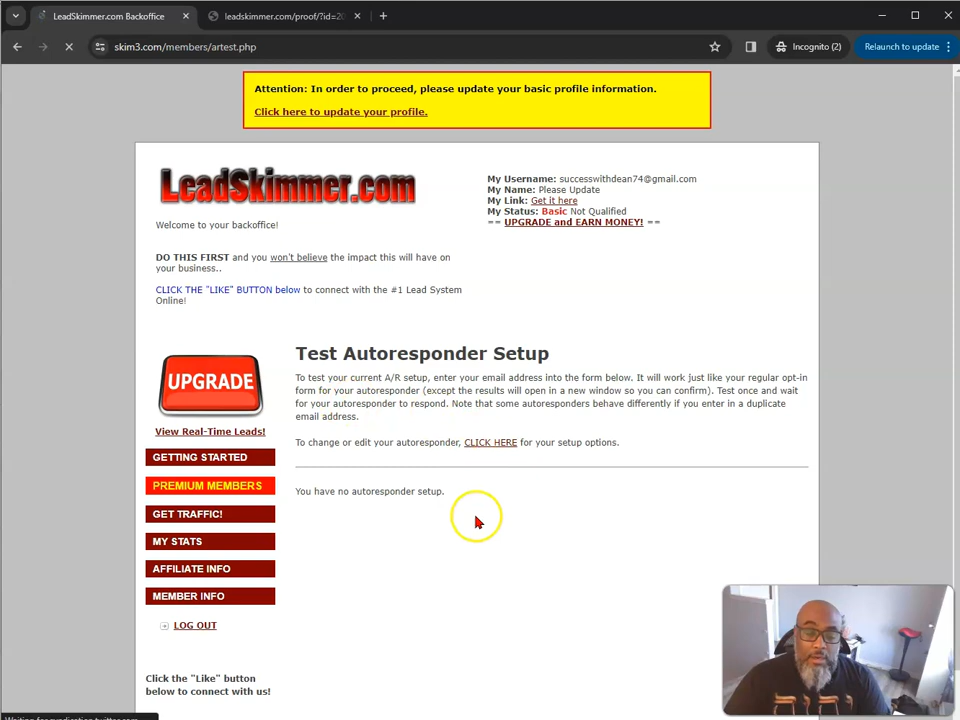 LeadSkimmer.com Backoffice
leadskimmer.com/proof/?id=20
skim3.com/members/artest.php
Incognito (2)
Relaunch to update
Attention: In order to proceed, please update your basic profile information.
Click here to update your profile.
LeadSkimmer.com
My Username: successwithdean74@gmail.com
My Name: Please Update
My Link: Get it here
My Status: Basic Not Qualified
== UPGRADE and EARN MONEY! ==
Welcome to your backoffice!
DO THIS FIRST and you won't believe the impact this will have on
your business..
CLICK THE "LIKE" BUTTON below to connect with the #1 Lead System
Online!
UPGRADE
View Real-Time Leads!
GETTING STARTED
PREMIUM MEMBERS
GET TRAFFIC!
MY STATS
AFFILIATE INFO
MEMBER INFO
LOG OUT
Click the "Like" button
below to connect with us!
Test Autoresponder Setup
To test your current A/R setup, enter your email address into the form below. It will work just like your regular opt-
in form for your autoresponder (except the results will open in a new window so you can confirm). Test once and wait
for your autoresponder to respond. Note that some autoresponders behave differently if you enter in a duplicate
email address.
To change or edit your autoresponder, CLICK HERE for your setup options.
You have no autoresponder setup.